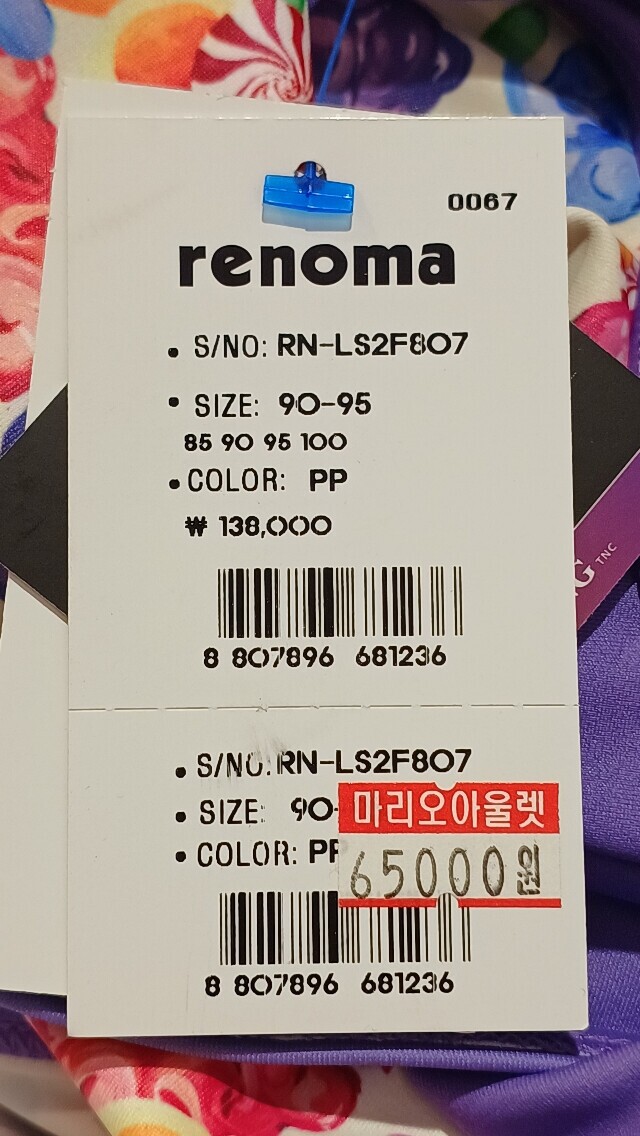 0067
renoma
• S/NO: RN-LS2F807
• SIZE: 90-95
85 90 95 100
• COLOR: PP
₩ 138,000
8 807896 681236
G TNC
• S/NO: RN-LS2F807
• SIZE: 90-
마리오아울렛
• COLOR: PP
65000원
8 807896 681236